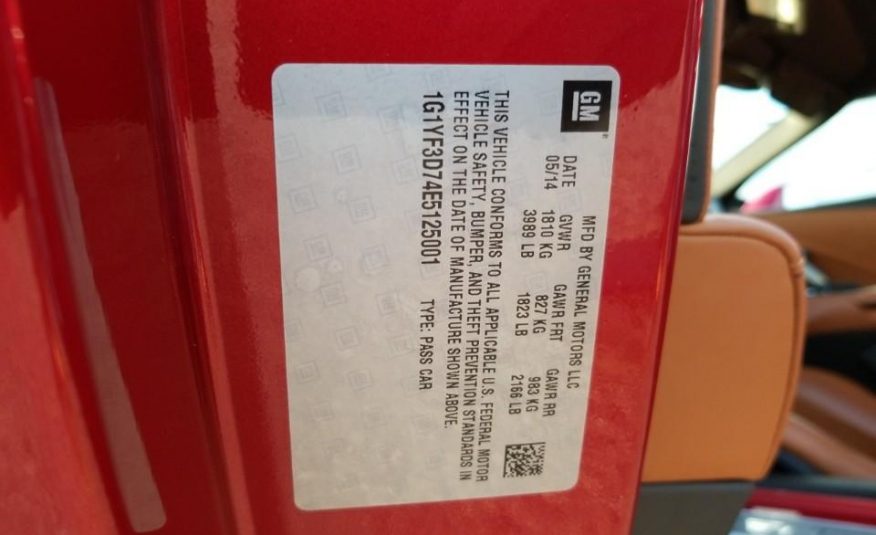 GM
MFD BY GENERAL MOTORS LLC
DATE GVWR GAWR FRT GAWR RR
05/14 1810 KG 827 KG 983 KG
3989 LB 1823 LB 2166 LB
THIS VEHICLE CONFORMS TO ALL APPLICABLE U.S. FEDERAL MOTOR
VEHICLE SAFETY, BUMPER, AND THEFT PREVENTION STANDARDS IN
EFFECT ON THE DATE OF MANUFACTURE SHOWN ABOVE.
1G1YF3D74E5125001 TYPE: PASS CAR